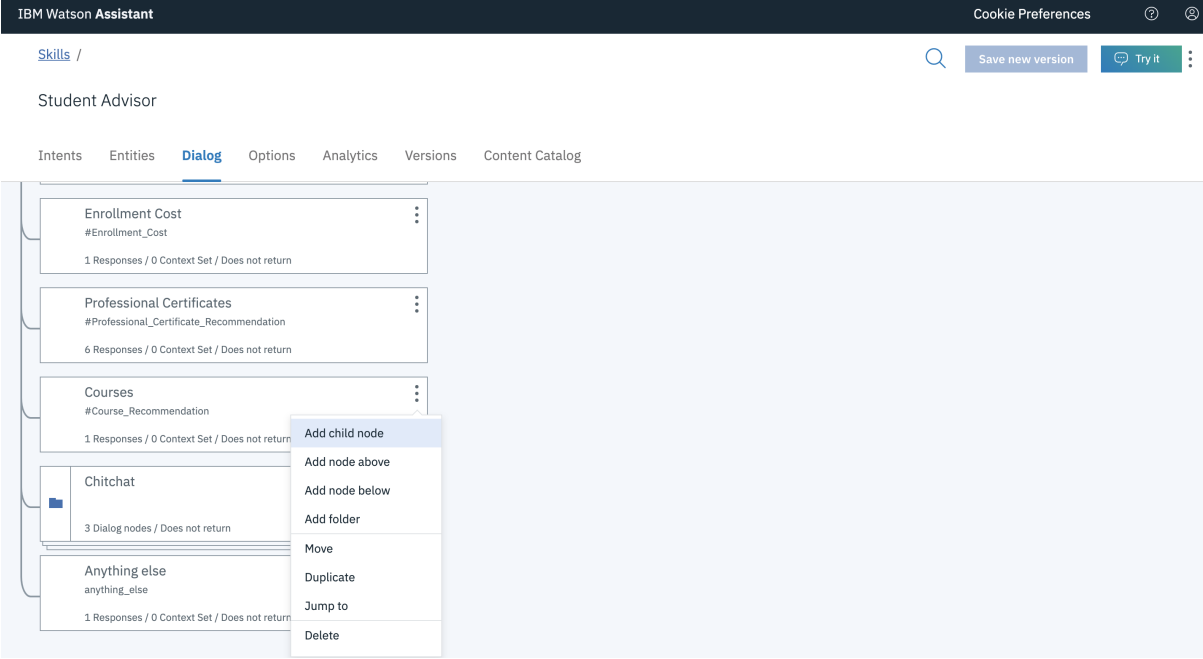 IBM Watson Assistant
Cookie Preferences
Skills /
Save new version
Try it
Student Advisor
Intents
Entities
Dialog
Options
Analytics
Versions
Content Catalog
Enrollment Cost
#Enrollment_Cost
1 Responses / 0 Context Set / Does not return
Professional Certificates
#Professional_Certificate_Recommendation
6 Responses / 0 Context Set / Does not return
Courses
#Course_Recommendation
1 Responses / 0 Context Set / Does not return
Add child node
Add node above
Add node below
Add folder
Move
Duplicate
Jump to
Delete
Chitchat
3 Dialog nodes / Does not return
Anything else
anything_else
1 Responses / 0 Context Set / Does not return